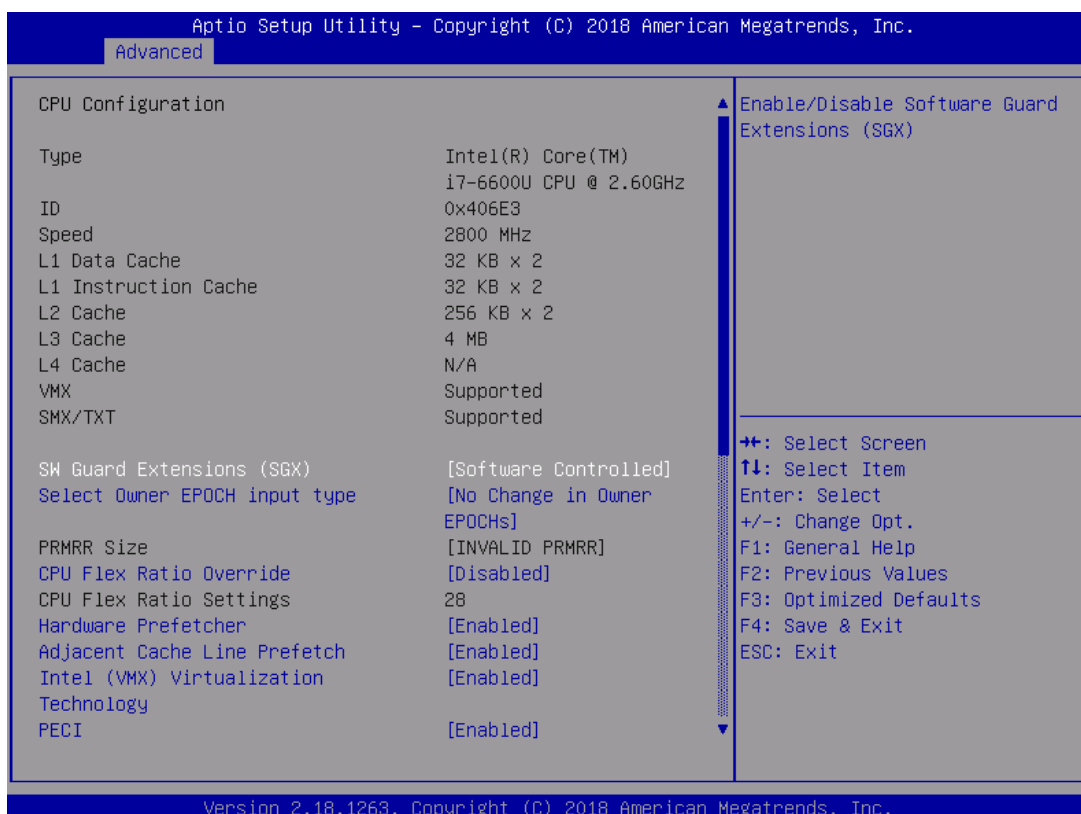 Aptio Setup Utility – Copyright (C) 2018 American Megatrends, Inc.
Advanced
CPU Configuration
Type Intel(R) Core(TM)
i7-6600U CPU @ 2.60GHz
ID 0x406E3
Speed 2800 MHz
L1 Data Cache 32 KB x 2
L1 Instruction Cache 32 KB x 2
L2 Cache 256 KB x 2
L3 Cache 4 MB
L4 Cache N/A
VMX Supported
SMX/TXT Supported
SW Guard Extensions (SGX) [Software Controlled]
Select Owner EPOCH input type [No Change in Owner
EPOCHs]
PRMRR Size [INVALID PRMRR]
CPU Flex Ratio Override [Disabled]
CPU Flex Ratio Settings 28
Hardware Prefetcher [Enabled]
Adjacent Cache Line Prefetch [Enabled]
Intel (VMX) Virtualization [Enabled]
Technology
PECI [Enabled]
Enable/Disable Software Guard
Extensions (SGX)
→←: Select Screen
↑↓: Select Item
Enter: Select
+/-: Change Opt.
F1: General Help
F2: Previous Values
F3: Optimized Defaults
F4: Save & Exit
ESC: Exit
Version 2.18.1263. Copyright (C) 2018 American Megatrends, Inc.